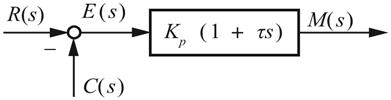 R(s)
E(s)
K_p (1 + τs)
M(s)
−
C(s)